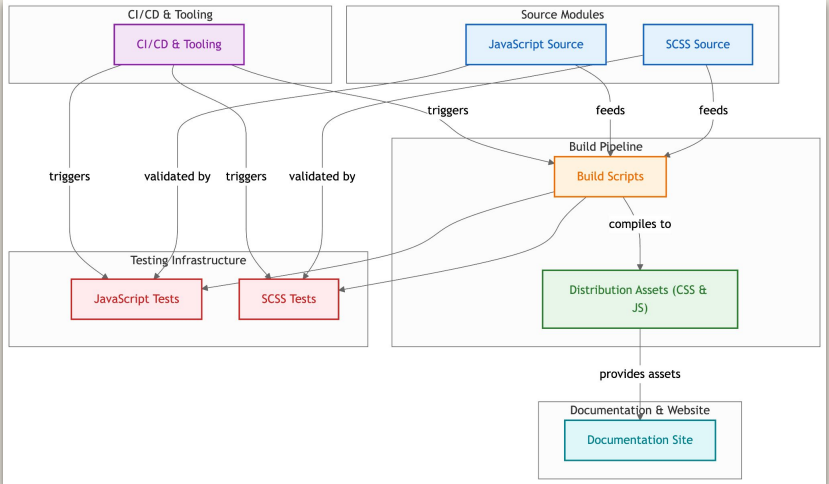 CI/CD & Tooling
Source Modules
CI/CD & Tooling
JavaScript Source
SCSS Source
triggers
feeds
feeds
Build Pipeline
triggers
validated by
triggers
validated by
Build Scripts
compiles to
Testing Infrastructure
JavaScript Tests
SCSS Tests
Distribution Assets (CSS &
JS)
provides assets
Documentation & Website
Documentation Site